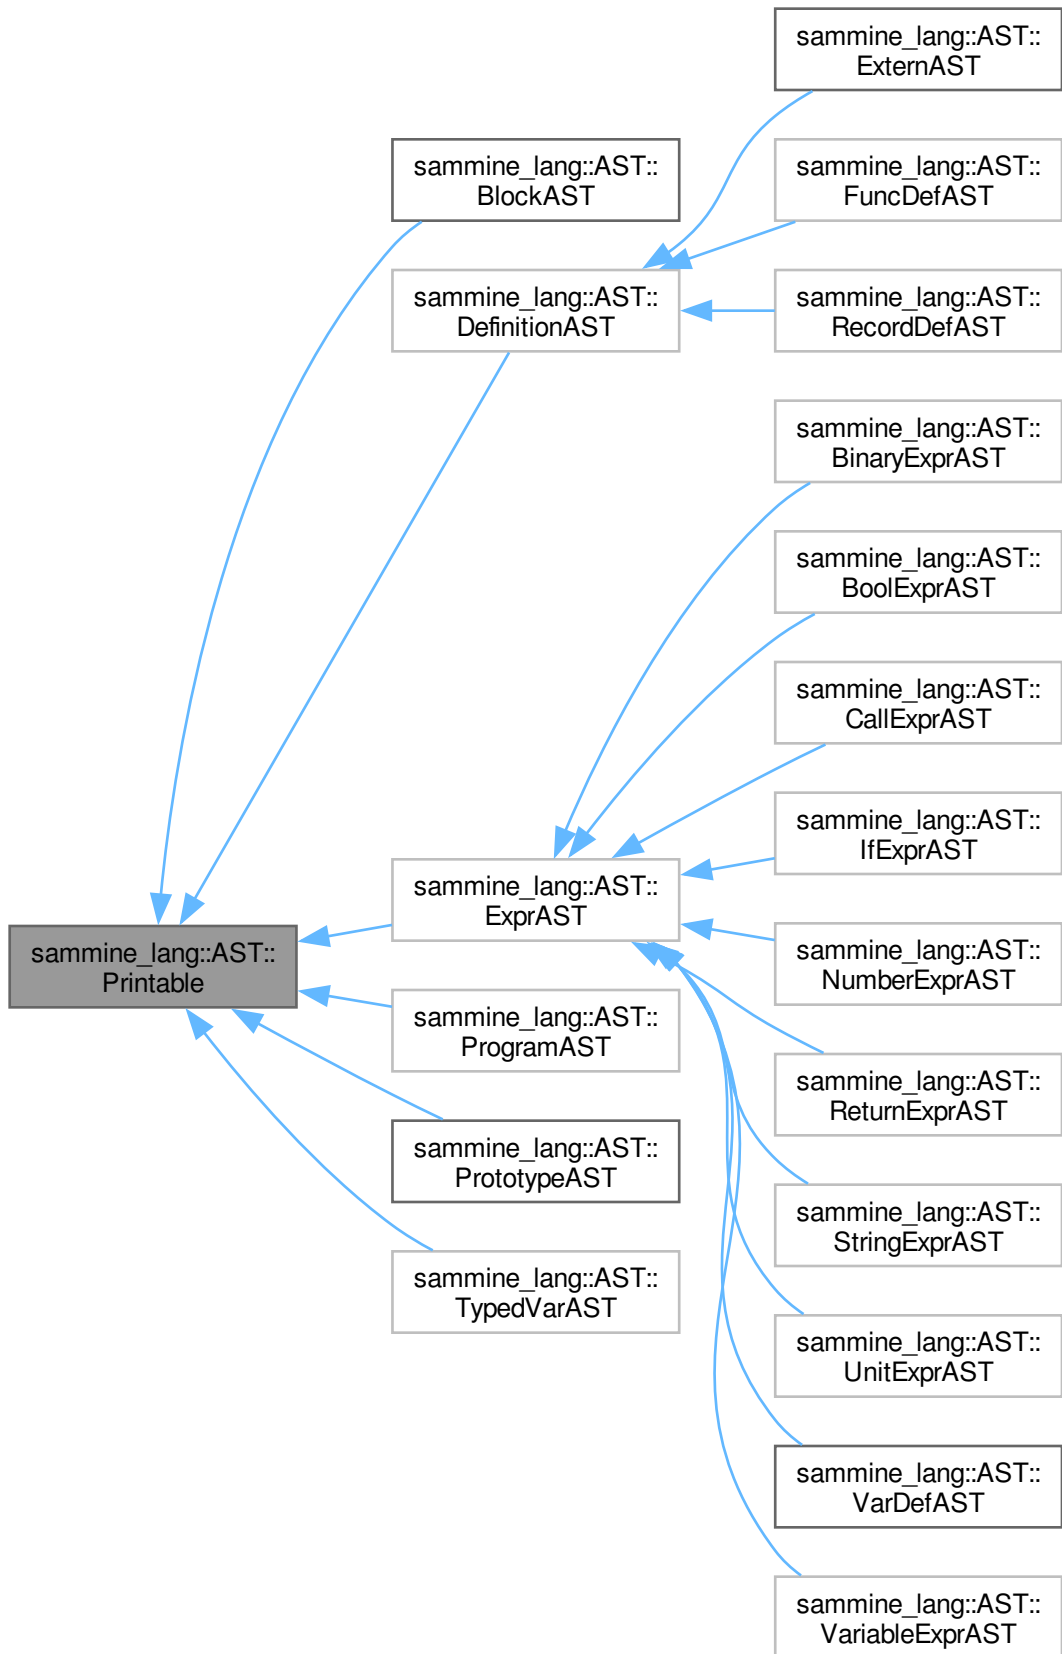 sammine_lang::AST::
ExternAST
sammine_lang::AST::
BlockAST
sammine_lang::AST::
FuncDefAST
sammine_lang::AST::
DefinitionAST
sammine_lang::AST::
RecordDefAST
sammine_lang::AST::
BinaryExprAST
sammine_lang::AST::
BoolExprAST
sammine_lang::AST::
CallExprAST
sammine_lang::AST::
IfExprAST
sammine_lang::AST::
ExprAST
sammine_lang::AST::
Printable
sammine_lang::AST::
NumberExprAST
sammine_lang::AST::
ProgramAST
sammine_lang::AST::
ReturnExprAST
sammine_lang::AST::
PrototypeAST
sammine_lang::AST::
StringExprAST
sammine_lang::AST::
TypedVarAST
sammine_lang::AST::
UnitExprAST
sammine_lang::AST::
VarDefAST
sammine_lang::AST::
VariableExprAST